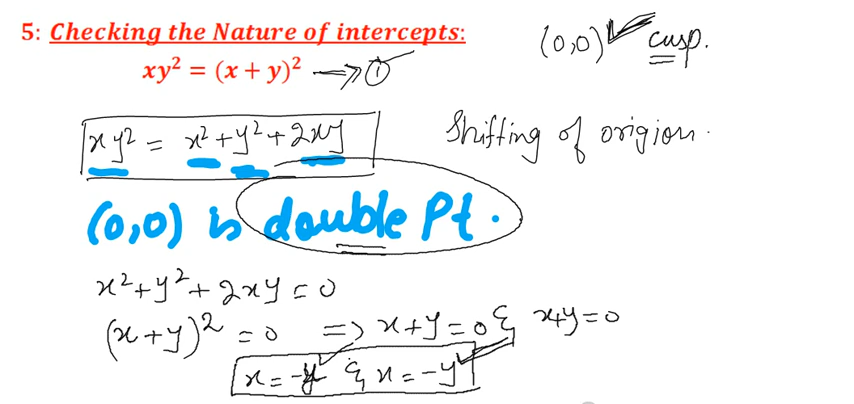 5: Checking the Nature of intercepts:
(0,0) cusp.
xy² = (x + y)² → ①
xy² = x² + y² + 2xy
Shifting of origion.
(0,0) is double Pt.
x² + y² + 2xy = 0
(x + y)² = 0 ⇒ x + y = 0 & x + y = 0
x = -y & x = -y